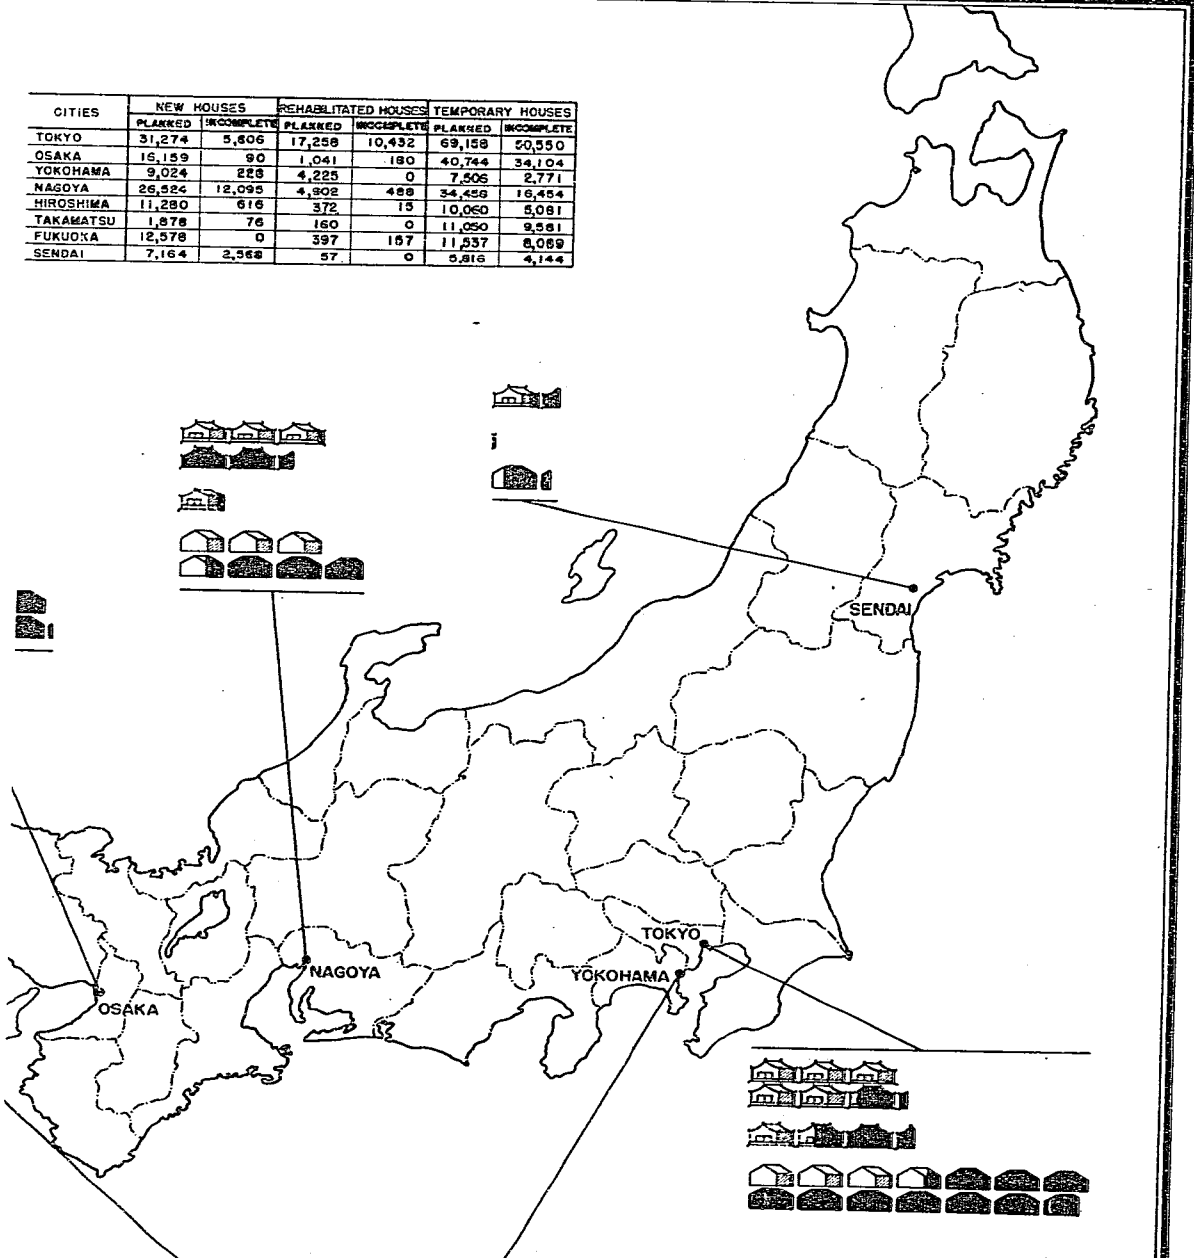 CITIES NEW HOUSES REHABILITATED HOUSES TEMPORARY HOUSES
PLANNED INCOMPLETE PLANNED INCOMPLETE PLANNED INCOMPLETE
TOKYO 31,274 5,606 17,258 10,432 69,158 50,550
OSAKA 16,159 90 1,041 180 40,744 34,104
YOKOHAMA 9,024 228 4,225 0 7,506 2,771
NAGOYA 26,524 12,095 4,902 488 34,458 16,454
HIROSHIMA 11,280 616 372 15 10,060 5,081
TAKAMATSU 1,878 76 160 0 11,050 9,581
FUKUOKA 12,578 0 397 157 11,537 8,089
SENDAI 7,164 2,568 57 0 5,816 4,144
SENDAI
TOKYO
NAGOYA
YOKOHAMA
OSAKA